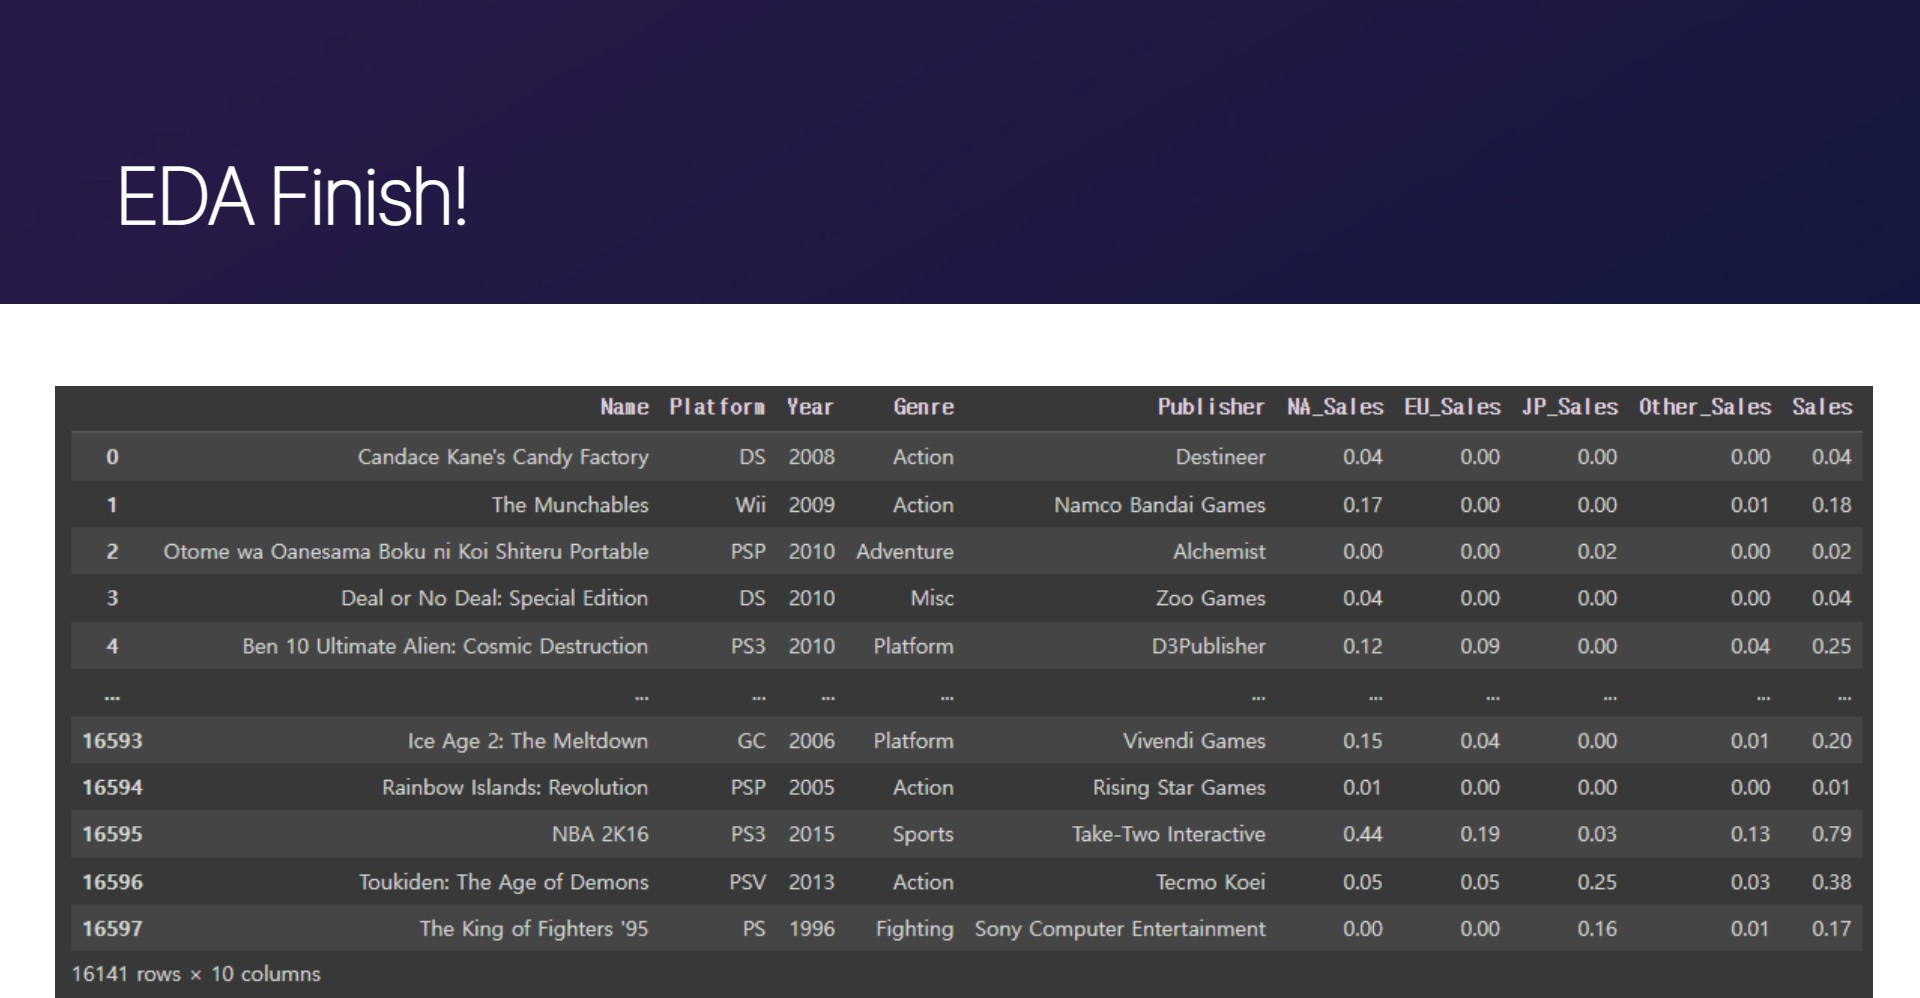 EDA Finish!
Name Platform Year Genre Publisher NA_Sales EU_Sales JP_Sales Other_Sales Sales
0 Candace Kane's Candy Factory DS 2008 Action Destineer 0.04 0.00 0.00 0.00 0.04
1 The Munchables Wii 2009 Action Namco Bandai Games 0.17 0.00 0.00 0.01 0.18
2 Otome wa Oanesama Boku ni Koi Shiteru Portable PSP 2010 Adventure Alchemist 0.00 0.00 0.02 0.00 0.02
3 Deal or No Deal: Special Edition DS 2010 Misc Zoo Games 0.04 0.00 0.00 0.00 0.04
4 Ben 10 Ultimate Alien: Cosmic Destruction PS3 2010 Platform D3Publisher 0.12 0.09 0.00 0.04 0.25
... ... ... ... ... ... ... ... ... ... ...
16593 Ice Age 2: The Meltdown GC 2006 Platform Vivendi Games 0.15 0.04 0.00 0.01 0.20
16594 Rainbow Islands: Revolution PSP 2005 Action Rising Star Games 0.01 0.00 0.00 0.00 0.01
16595 NBA 2K16 PS3 2015 Sports Take-Two Interactive 0.44 0.19 0.03 0.13 0.79
16596 Toukiden: The Age of Demons PSV 2013 Action Tecmo Koei 0.05 0.05 0.25 0.03 0.38
16597 The King of Fighters '95 PS 1996 Fighting Sony Computer Entertainment 0.00 0.00 0.16 0.01 0.17
16141 rows × 10 columns